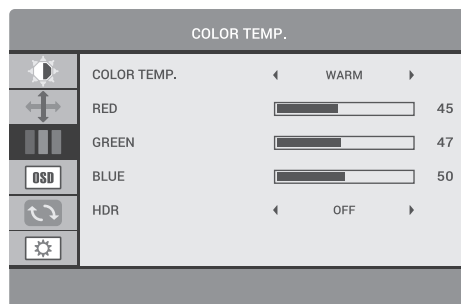 COLOR TEMP.
COLOR TEMP. WARM
RED 45
GREEN 47
BLUE 50
OSD
HDR OFF